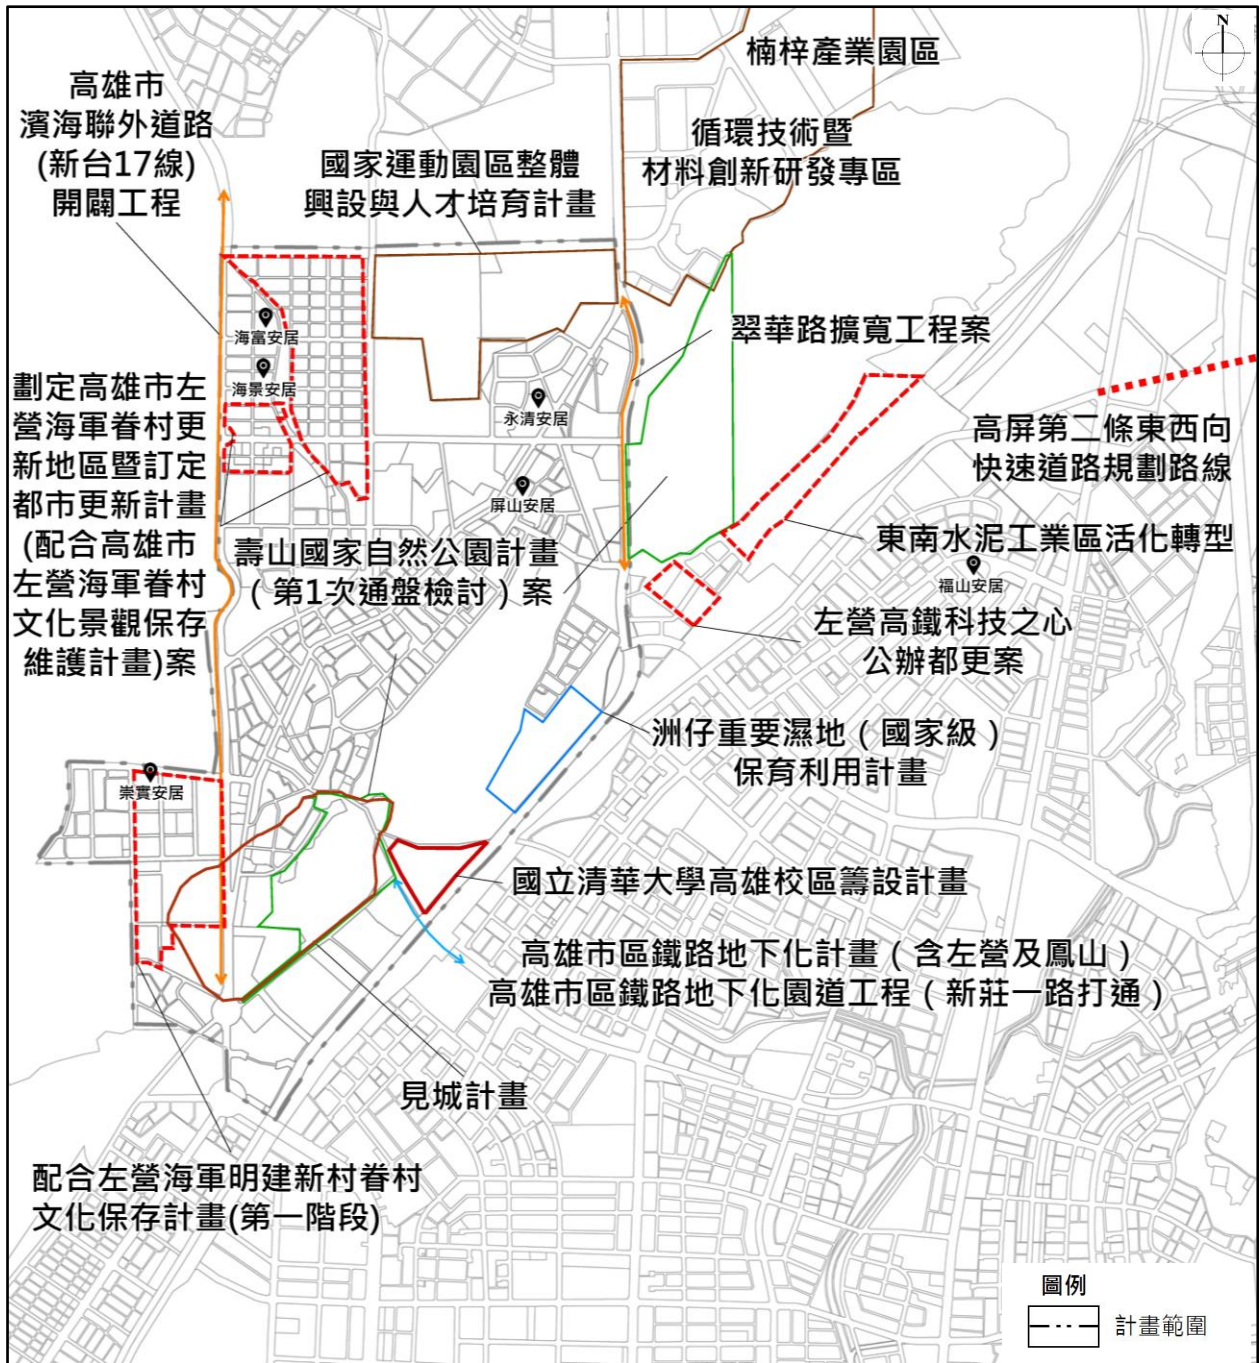 N
楠梓產業園區
高雄市
濱海聯外道路
(新台17線)
開闢工程
循環技術暨
材料創新研發專區
國家運動園區整體
興設與人才培育計畫
海富安居
翠華路擴寬工程案
海景安居
劃定高雄市左
營海軍眷村更
新地區暨訂定
都市更新計畫
(配合高雄市
左營海軍眷村
文化景觀保存
維護計畫)案
永清安居
高屏第二條東西向
快速道路規劃路線
屏山安居
東南水泥工業區活化轉型
壽山國家自然公園計畫
（第1次通盤檢討）案
福山安居
左營高鐵科技之心
公辦都更案
洲仔重要濕地（國家級）
保育利用計畫
崇實安居
國立清華大學高雄校區籌設計畫
高雄市區鐵路地下化計畫（含左營及鳳山）
高雄市區鐵路地下化園道工程（新莊一路打通）
見城計畫
配合左營海軍明建新村眷村
文化保存計畫(第一階段)
圖例
計畫範圍